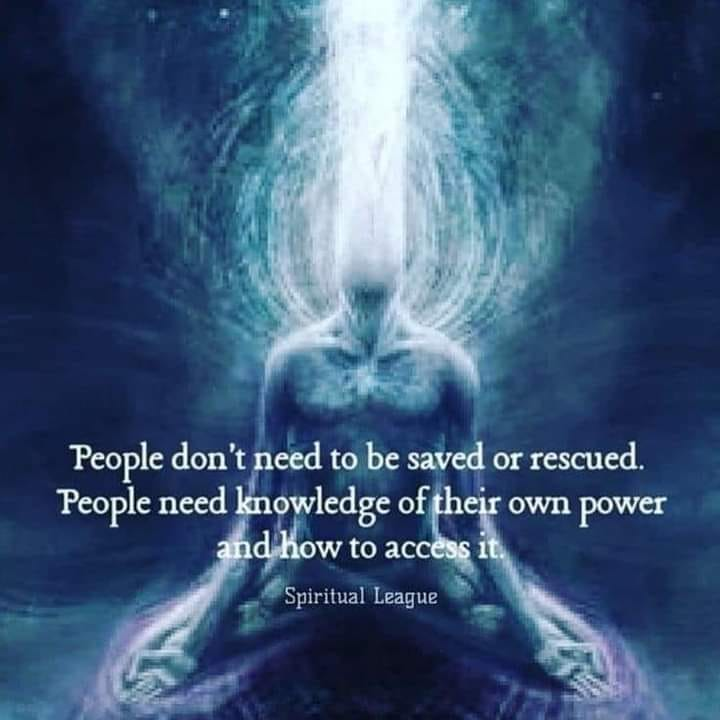 People don't need to be saved or rescued.
People need knowledge of their own power
and how to access it.
Spiritual League